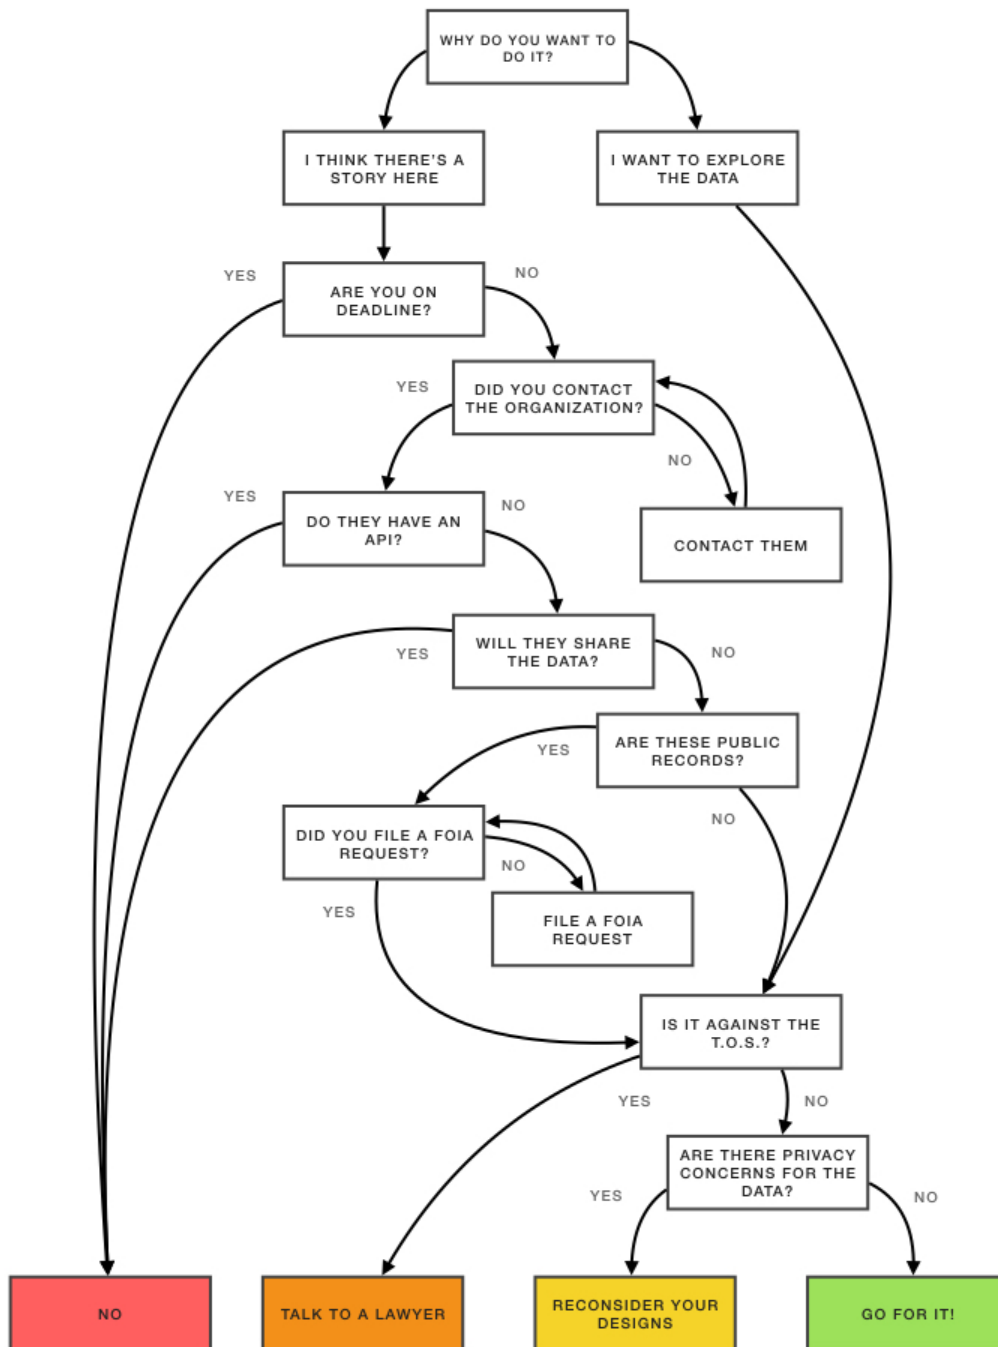 WHY DO YOU WANT TO
DO IT?
I THINK THERE'S A
STORY HERE
I WANT TO EXPLORE
THE DATA
YES
NO
ARE YOU ON
DEADLINE?
YES
DID YOU CONTACT
THE ORGANIZATION?
NO
YES
NO
DO THEY HAVE AN
API?
CONTACT THEM
YES
WILL THEY SHARE
THE DATA?
NO
YES
ARE THESE PUBLIC
RECORDS?
NO
DID YOU FILE A FOIA
REQUEST?
NO
YES
FILE A FOIA
REQUEST
IS IT AGAINST THE
T.O.S.?
YES
NO
ARE THERE PRIVACY
CONCERNS FOR THE
DATA?
YES
NO
NO
TALK TO A LAWYER
RECONSIDER YOUR
DESIGNS
GO FOR IT!